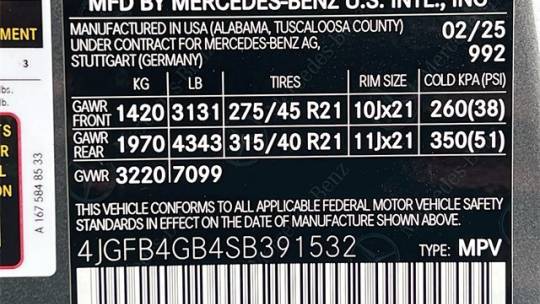 MFD BY MERCEDES-BENZ U.S. INTL., INC
MANUFACTURED IN USA (ALABAMA, TUSCALOOSA COUNTY) 02/25
UNDER CONTRACT FOR MERCEDES-BENZ AG, 992
STUTTGART (GERMANY)
KG LB TIRES RIM SIZE COLD KPA(PSI)
GAWR FRONT 1420 3131 275/45 R21 10Jx21 260(38)
GAWR REAR 1970 4343 315/40 R21 11Jx21 350(51)
GVWR 3220 7099
THIS VEHICLE CONFORMS TO ALL APPLICABLE FEDERAL MOTOR VEHICLE SAFETY
STANDARDS IN EFFECT ON THE DATE OF MANUFACTURE SHOWN ABOVE.
4JGFB4GB4SB391532 TYPE: MPV
MENT
3
lbs.
lb.
A 167 584 85 33